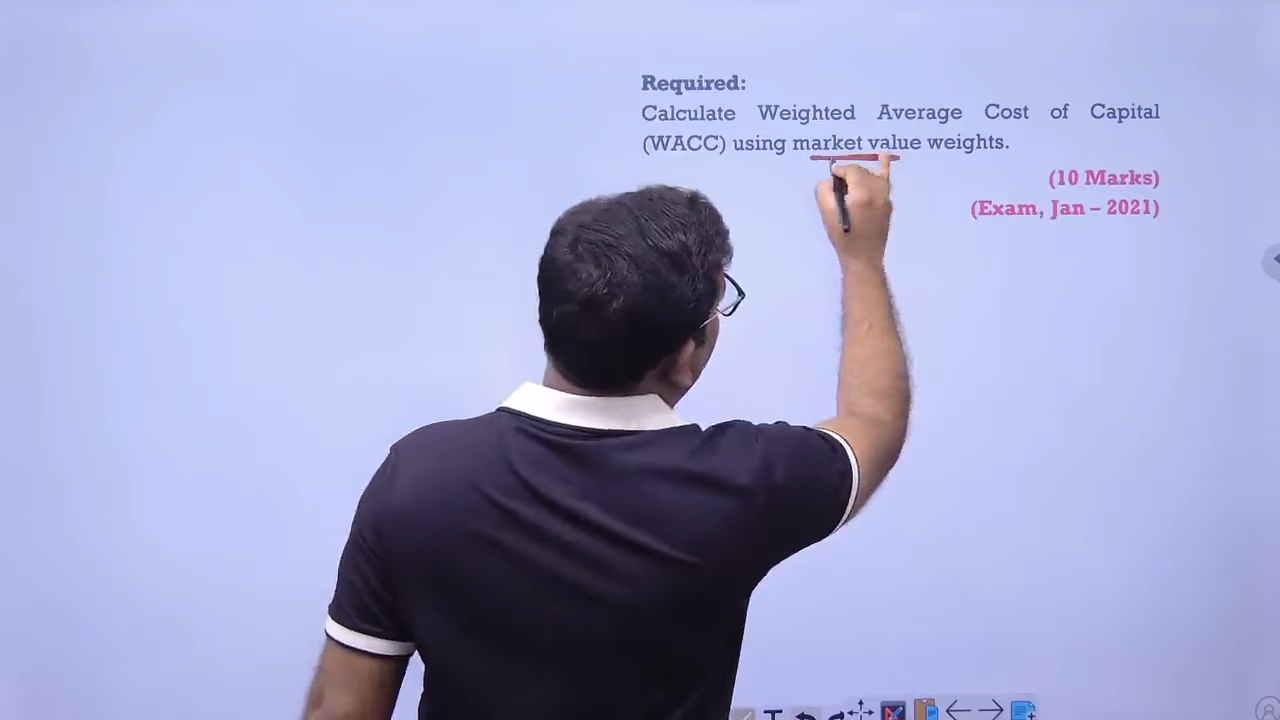 Required:
Calculate Weighted Average Cost of Capital
(WACC) using market value weights.
(10 Marks)
(Exam, Jan – 2021)